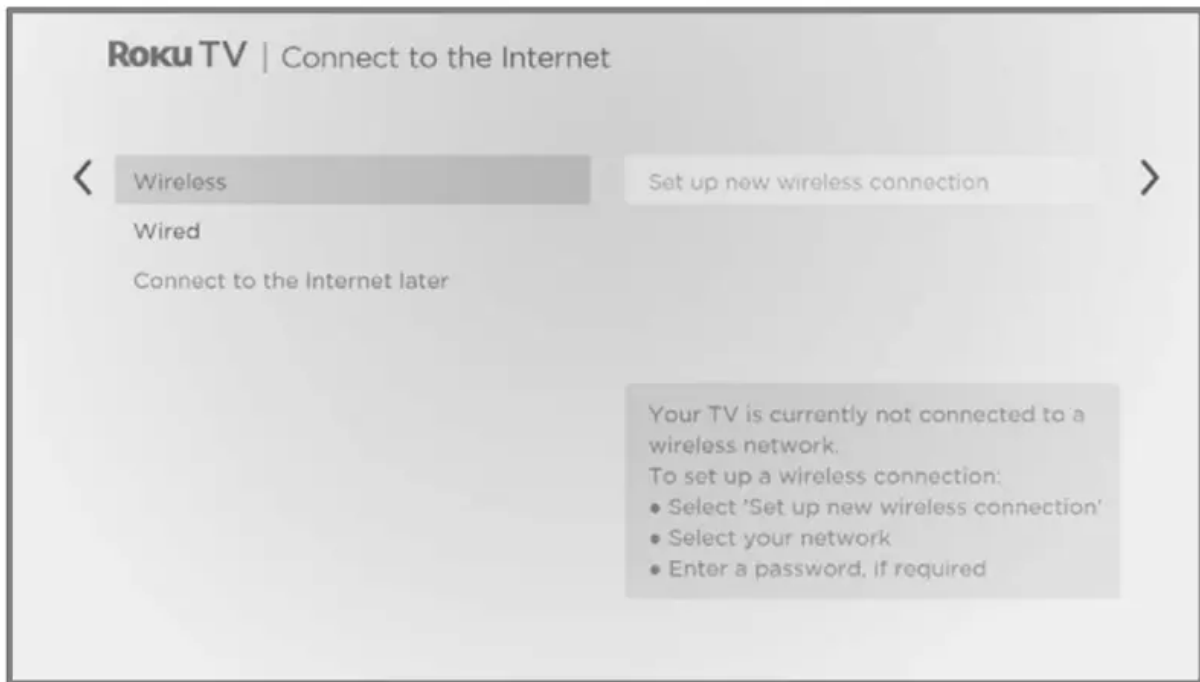 Roku TV | Connect to the Internet
Wireless
Set up new wireless connection
Wired
Connect to the Internet later
Your TV is currently not connected to a
wireless network.
To set up a wireless connection:
• Select 'Set up new wireless connection'
• Select your network
• Enter a password, if required